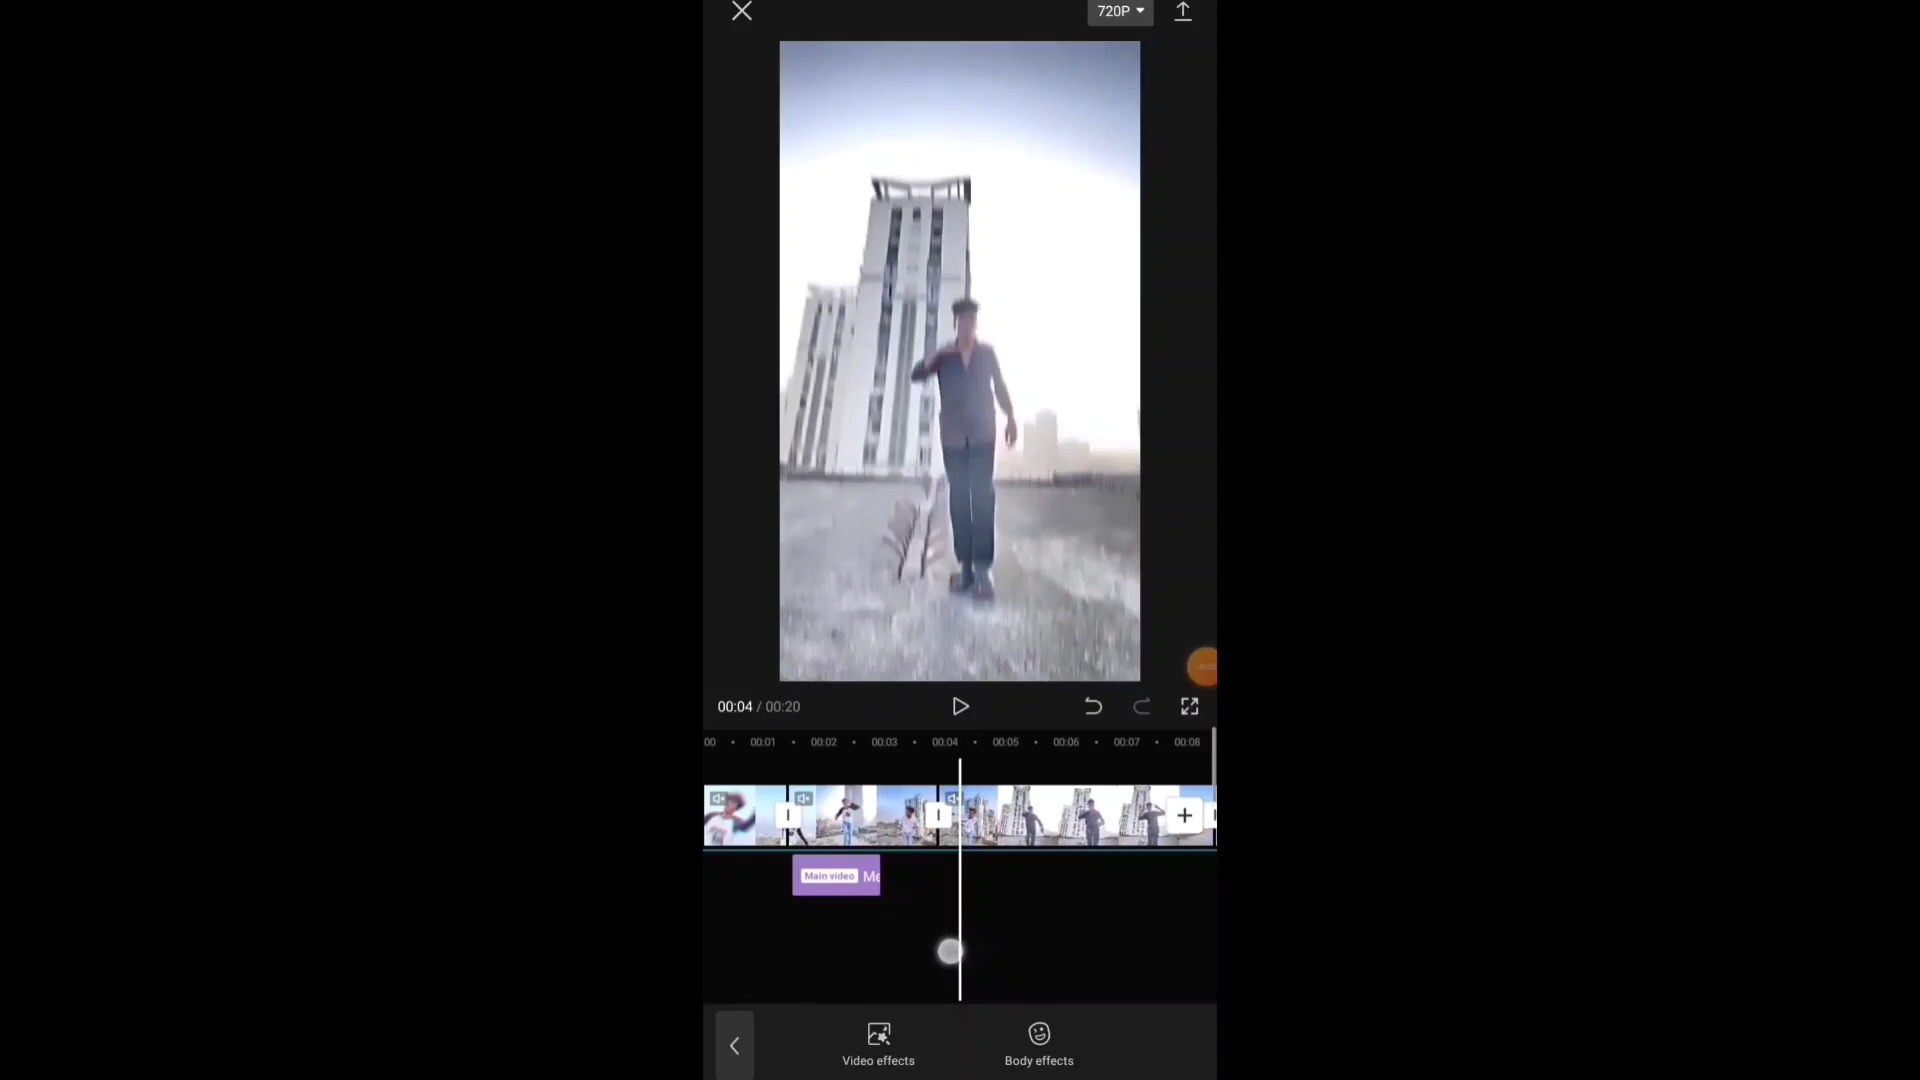 720P
00:04 / 00:20
00 00:01 00:02 00:03 00:04 00:05 00:06 00:07 00:08
Main video Me
Video effects
Body effects